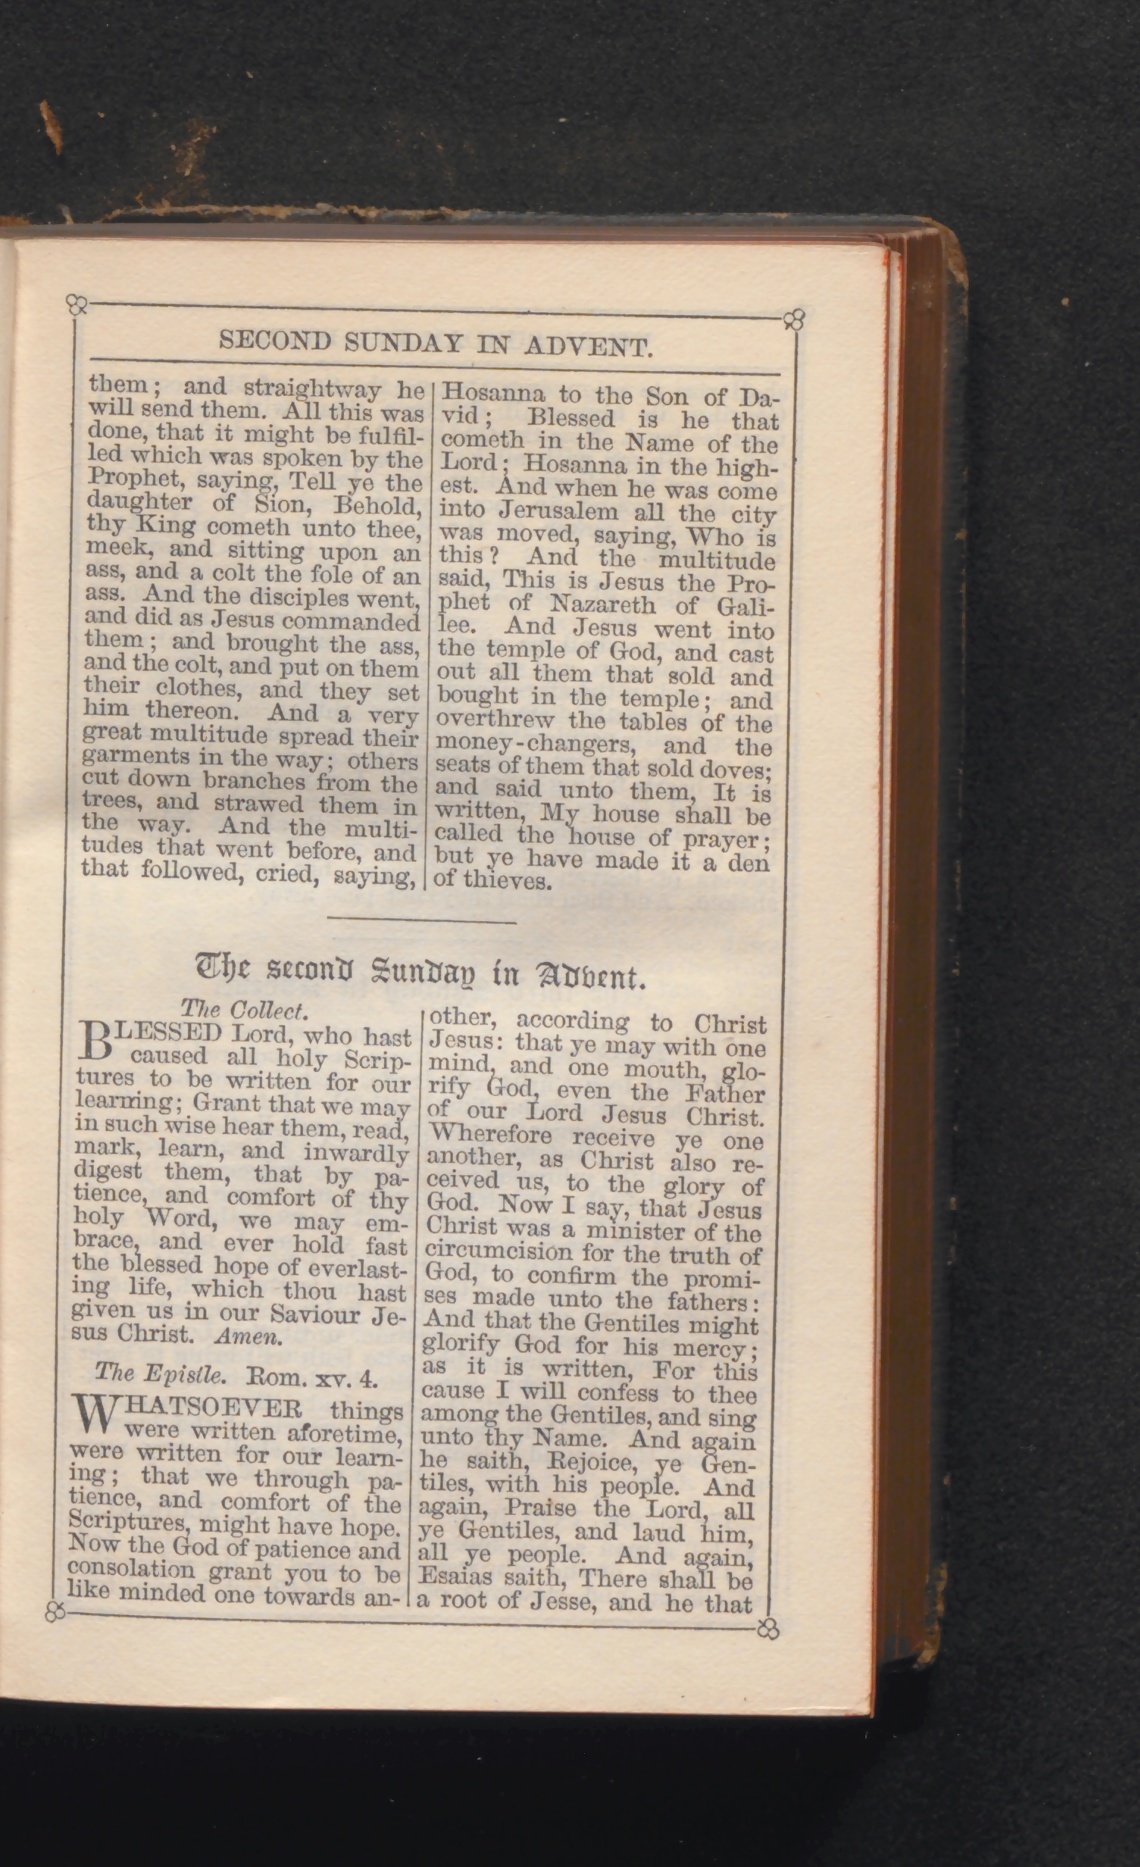 SECOND SUNDAY IN ADVENT.
them; and straightway he
will send them. All this was
done, that it might be fulfil-
led which was spoken by the
Prophet, saying, Tell ye the
daughter of Sion, Behold,
thy King cometh unto thee,
meek, and sitting upon an
ass, and a colt the fole of an
ass. And the disciples went,
and did as Jesus commanded
them; and brought the ass,
and the colt, and put on them
their clothes, and they set
him thereon. And a very
great multitude spread their
garments in the way; others
cut down branches from the
trees, and strawed them in
the way. And the multi-
tudes that went before, and
that followed, cried, saying,
Hosanna to the Son of Da-
vid; Blessed is he that
cometh in the Name of the
Lord; Hosanna in the high-
est. And when he was come
into Jerusalem all the city
was moved, saying, Who is
this? And the multitude
said, This is Jesus the Pro-
phet of Nazareth of Gali-
lee. And Jesus went into
the temple of God, and cast
out all them that sold and
bought in the temple; and
overthrew the tables of the
money-changers, and the
seats of them that sold doves;
and said unto them, It is
written, My house shall be
called the house of prayer;
but ye have made it a den
of thieves.
The second Sunday in Advent.
The Collect.
BLESSED Lord, who hast
caused all holy Scrip-
tures to be written for our
learning; Grant that we may
in such wise hear them, read,
mark, learn, and inwardly
digest them, that by pa-
tience, and comfort of thy
holy Word, we may em-
brace, and ever hold fast
the blessed hope of everlast-
ing life, which thou hast
given us in our Saviour Je-
sus Christ. Amen.
The Epistle. Rom. xv. 4.
WHATSOEVER things
were written aforetime,
were written for our learn-
ing; that we through pa-
tience, and comfort of the
Scriptures, might have hope.
Now the God of patience and
consolation grant you to be
like minded one towards an-
other, according to Christ
Jesus: that ye may with one
mind, and one mouth, glo-
rify God, even the Father
of our Lord Jesus Christ.
Wherefore receive ye one
another, as Christ also re-
ceived us, to the glory of
God. Now I say, that Jesus
Christ was a minister of the
circumcision for the truth of
God, to confirm the promi-
ses made unto the fathers:
And that the Gentiles might
glorify God for his mercy;
as it is written, For this
cause I will confess to thee
among the Gentiles, and sing
unto thy Name. And again
he saith, Rejoice, ye Gen-
tiles, with his people. And
again, Praise the Lord, all
ye Gentiles, and laud him,
all ye people. And again,
Esaias saith, There shall be
a root of Jesse, and he that